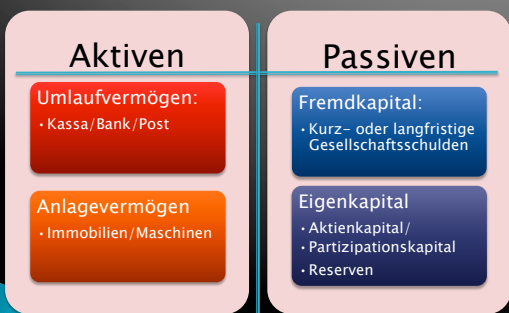 Aktiven
Umlaufvermögen:
• Kassa/Bank/Post
Anlagevermögen
• Immobilien/Maschinen
Passiven
Fremdkapital:
• Kurz- oder langfristige
Gesellschaftsschulden
Eigenkapital
• Aktienkapital/
• Partizipationskapital
• Reserven